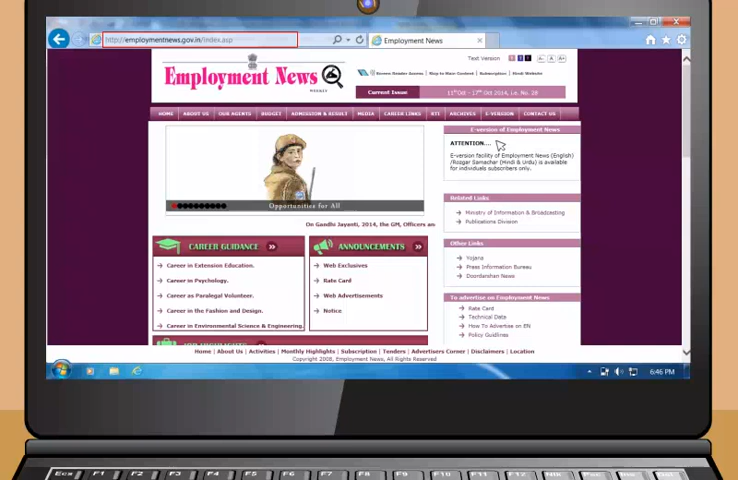 http://employmentnews.gov.in/index.asp
Employment News
Text Version
A- A A+
Employment News
WEEKLY
Screen Reader Access | Skip to Main Content | Subscription | Hindi Website
Current Issue
11'Oct - 17'Oct 2014, i.e. No. 28
HOME ABOUT US OUR AGENTS BUDGET ADMISSION & RESULT MEDIA CAREER LINKS RTI ARCHIVES E-VERSION CONTACT US
Opportunities for All
On Gandhi Jayanti, 2014, the GM, Officers an
E-version of Employment News
ATTENTION....
E-version facility of Employment News (English)
/Rozgar Samachar (Hindi & Urdu) is available
for individuals subscribers only.
Related Links
Ministry of Information & Broadcasting
Publications Division
Other Links
Yojana
Press Information Bureau
Doordarshan News
To advertise on Employment News
Rate Card
Technical Data
How To Advertise on EN
Policy Guidlines
CAREER GUIDANCE
Career in Extension Education.
Career in Psychology.
Career as Paralegal Volunteer.
Career in the Fashion and Design.
Career in Environmental Science & Engineering.
ANNOUNCEMENTS
Web Exclusives
Rate Card
Web Advertisements
Notice
JOB HIGHLIGHTS
Home | About Us | Activities | Monthly Highlights | Subscription | Tenders | Advertisers Corner | Disclaimers | Location
Copyright 2008, Employment News, All Rights Reserved
6:46 PM
Esc F1 F2 F3 F4 F5 F6 F7 F8 F9 F10 F11 F12